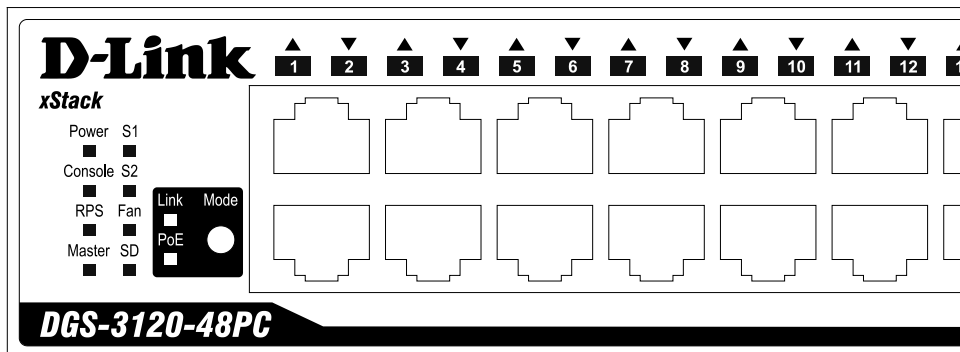 D-Link
xStack
1 2 3 4 5 6 7 8 9 10 11 12
Power S1
Console S2
RPS Fan
Master SD
Link Mode
PoE
DGS-3120-48PC